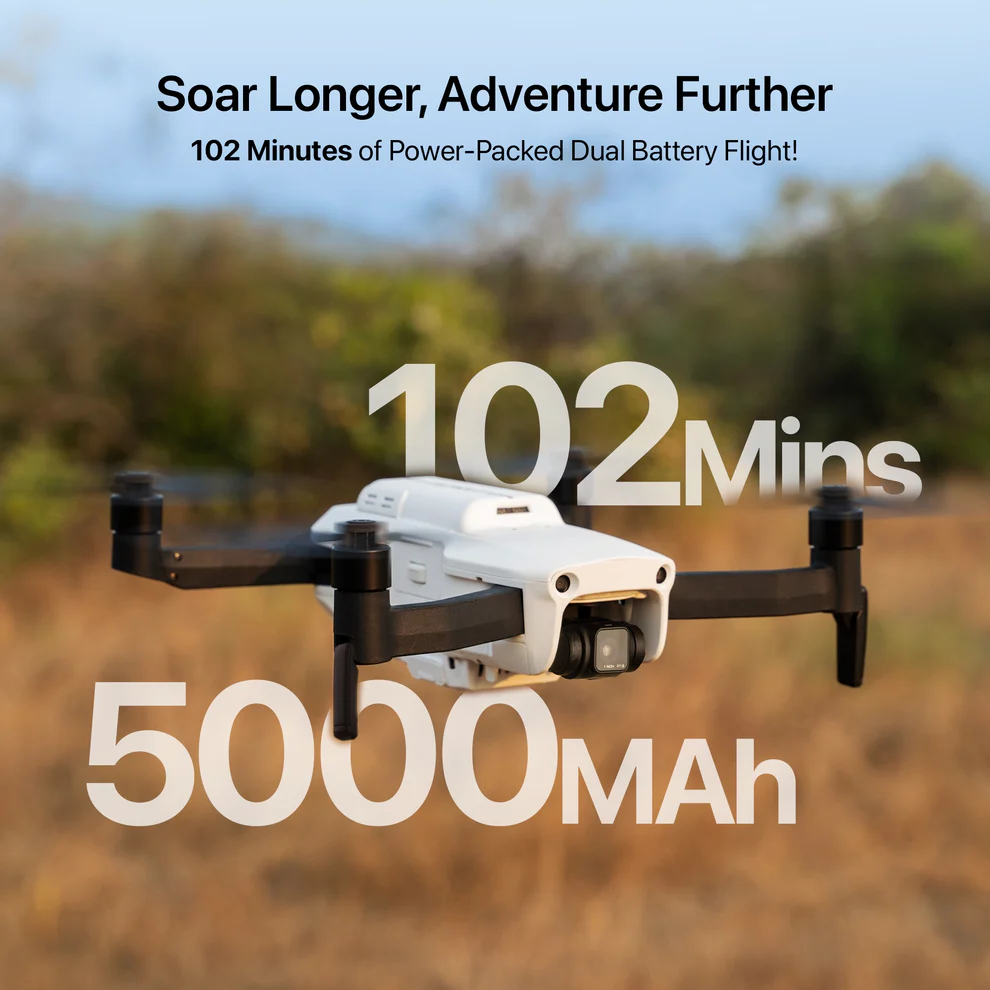 Soar Longer, Adventure Further
102 Minutes of Power-Packed Dual Battery Flight!
102Mins
5000MAh